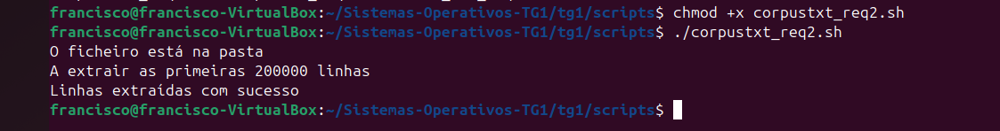 francisco@francisco-VirtualBox:~/Sistemas-Operativos-TG1/tg1/scripts$ chmod +x corpustxt_req2.sh
francisco@francisco-VirtualBox:~/Sistemas-Operativos-TG1/tg1/scripts$ ./corpustxt_req2.sh
O ficheiro está na pasta
A extrair as primeiras 200000 linhas
Linhas extraídas com sucesso
francisco@francisco-VirtualBox:~/Sistemas-Operativos-TG1/tg1/scripts$